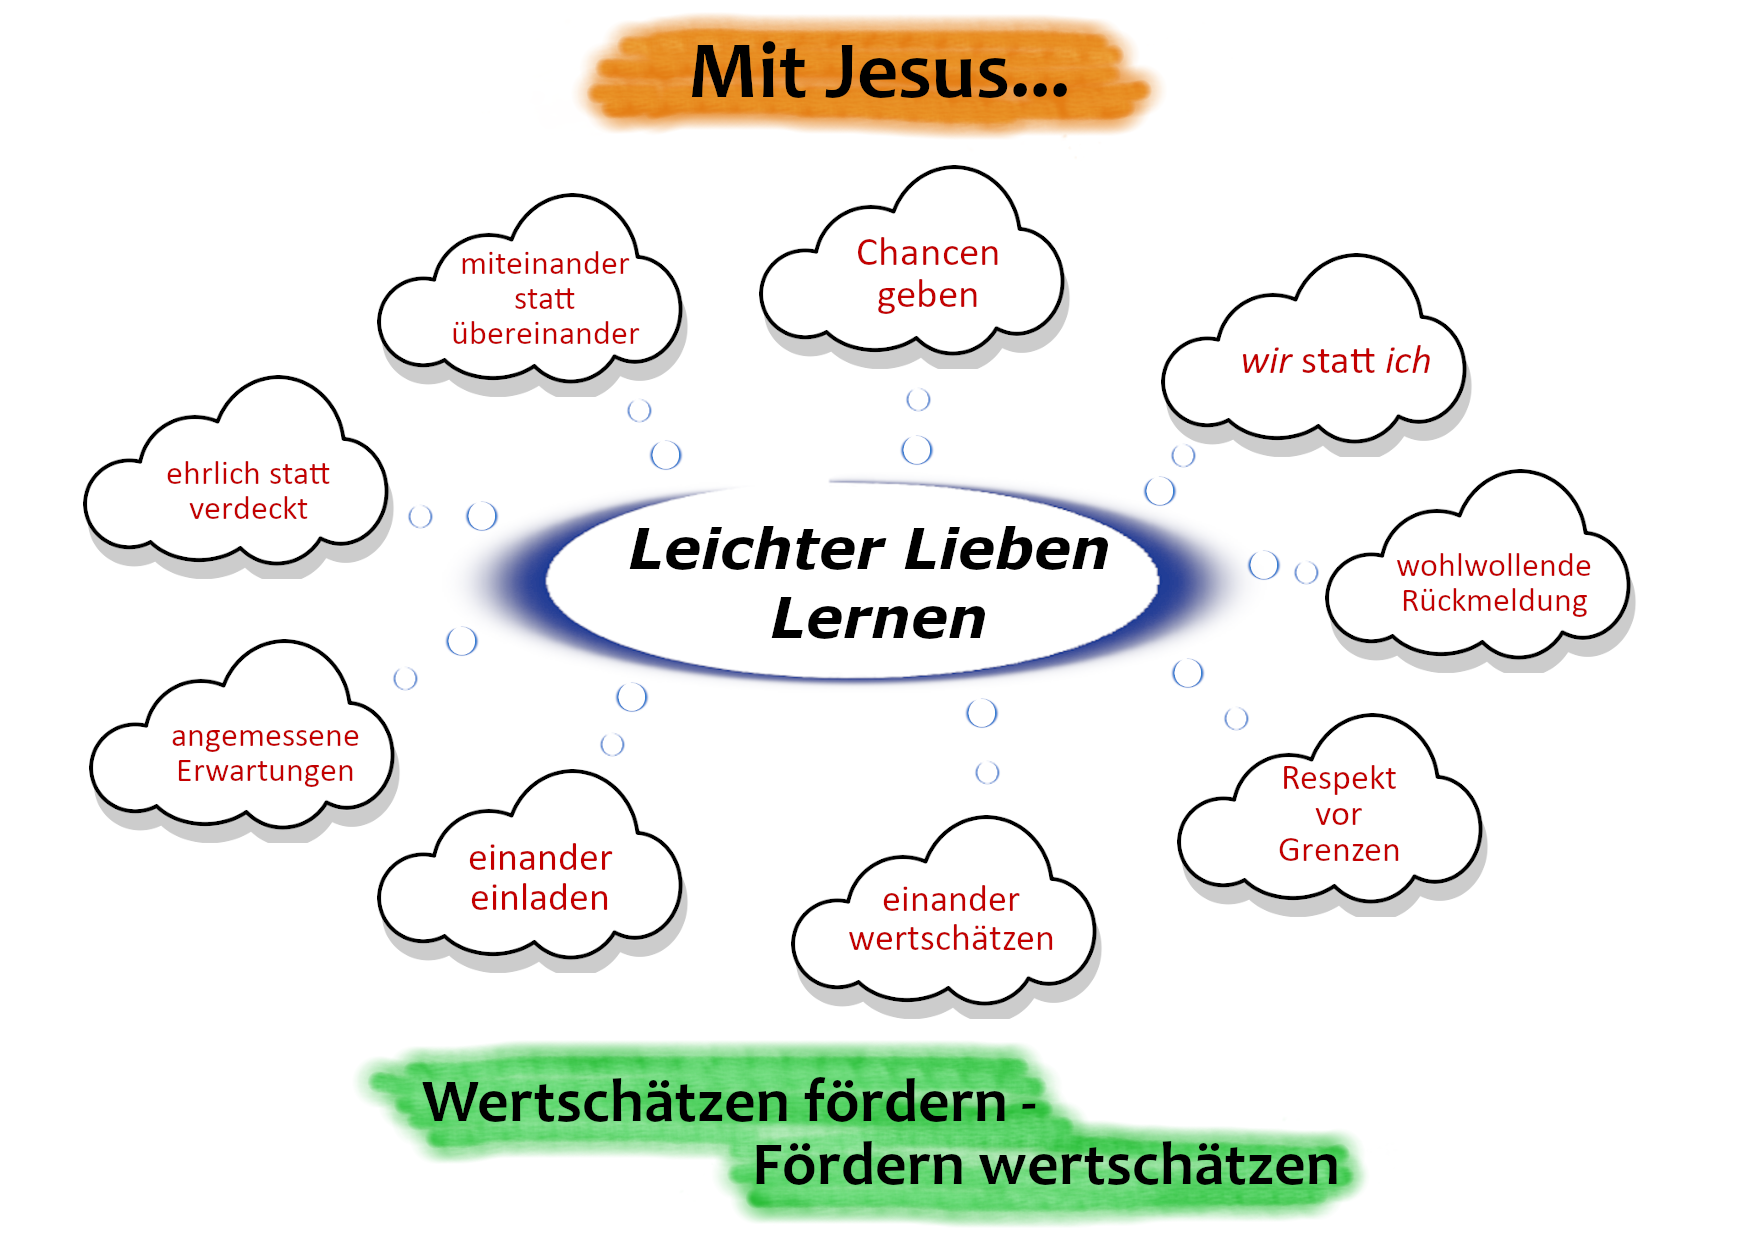 Mit Jesus...
miteinander
statt
übereinander
Chancen
geben
wir statt ich
ehrlich statt
verdeckt
Leichter Lieben
Lernen
wohlwollende
Rückmeldung
angemessene
Erwartungen
einander
einladen
einander
wertschätzen
Respekt
vor
Grenzen
Wertschätzen fördern -
Fördern wertschätzen